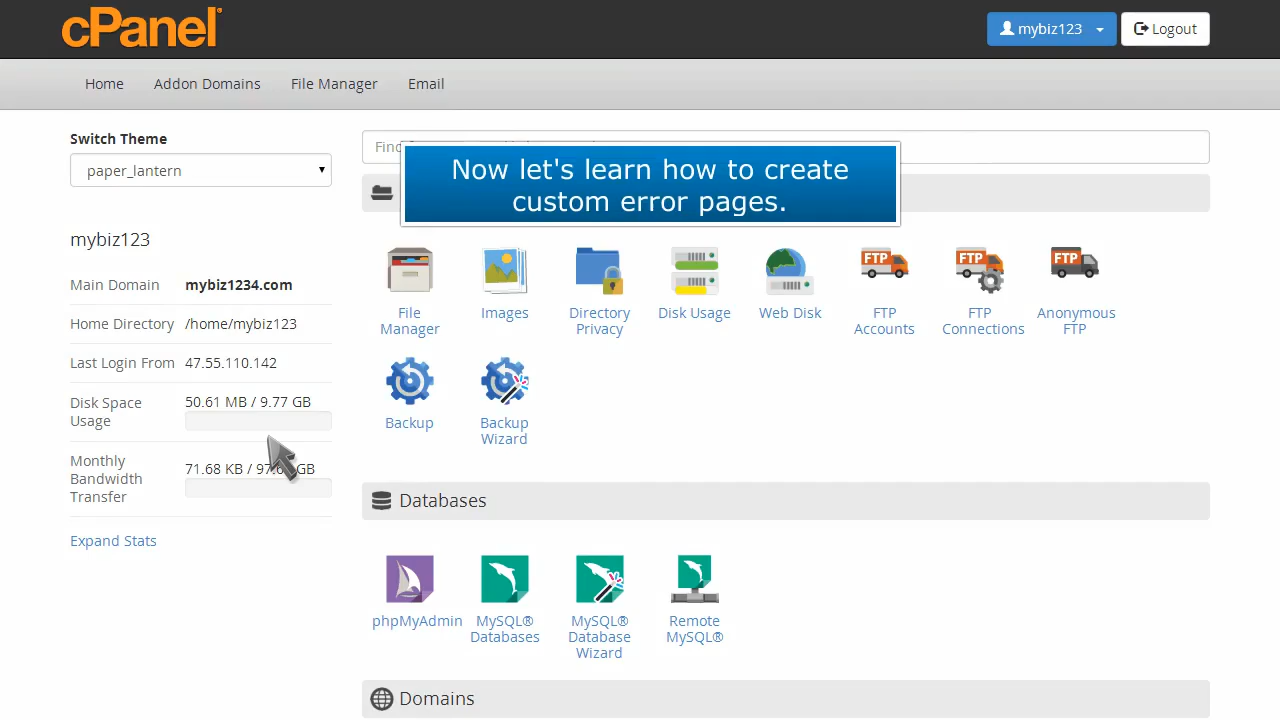 cPanel
mybiz123
Logout
Home
Addon Domains
File Manager
Email
Switch Theme
paper_lantern
mybiz123
Main Domain mybiz1234.com
Home Directory /home/mybiz123
Last Login From 47.55.110.142
Disk Space
Usage
50.61 MB / 9.77 GB
Monthly
Bandwidth
Transfer
71.68 KB / 97. GB
Expand Stats
Now let's learn how to create
custom error pages.
File
Manager
Images
Directory
Privacy
Disk Usage
Web Disk
FTP
FTP
Accounts
FTP
FTP
Connections
FTP
Anonymous
FTP
Backup
Backup
Wizard
Databases
phpMyAdmin
MySQL®
Databases
MySQL®
Database
Wizard
Remote
MySQL®
Domains